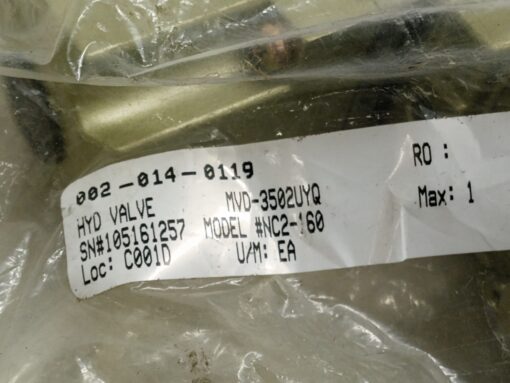 002-014-0119 RO :
HYD VALVE MVD-3502UYQ Max: 1
SN#105161257 MODEL #NC2-160
Loc: C001D U/M: EA